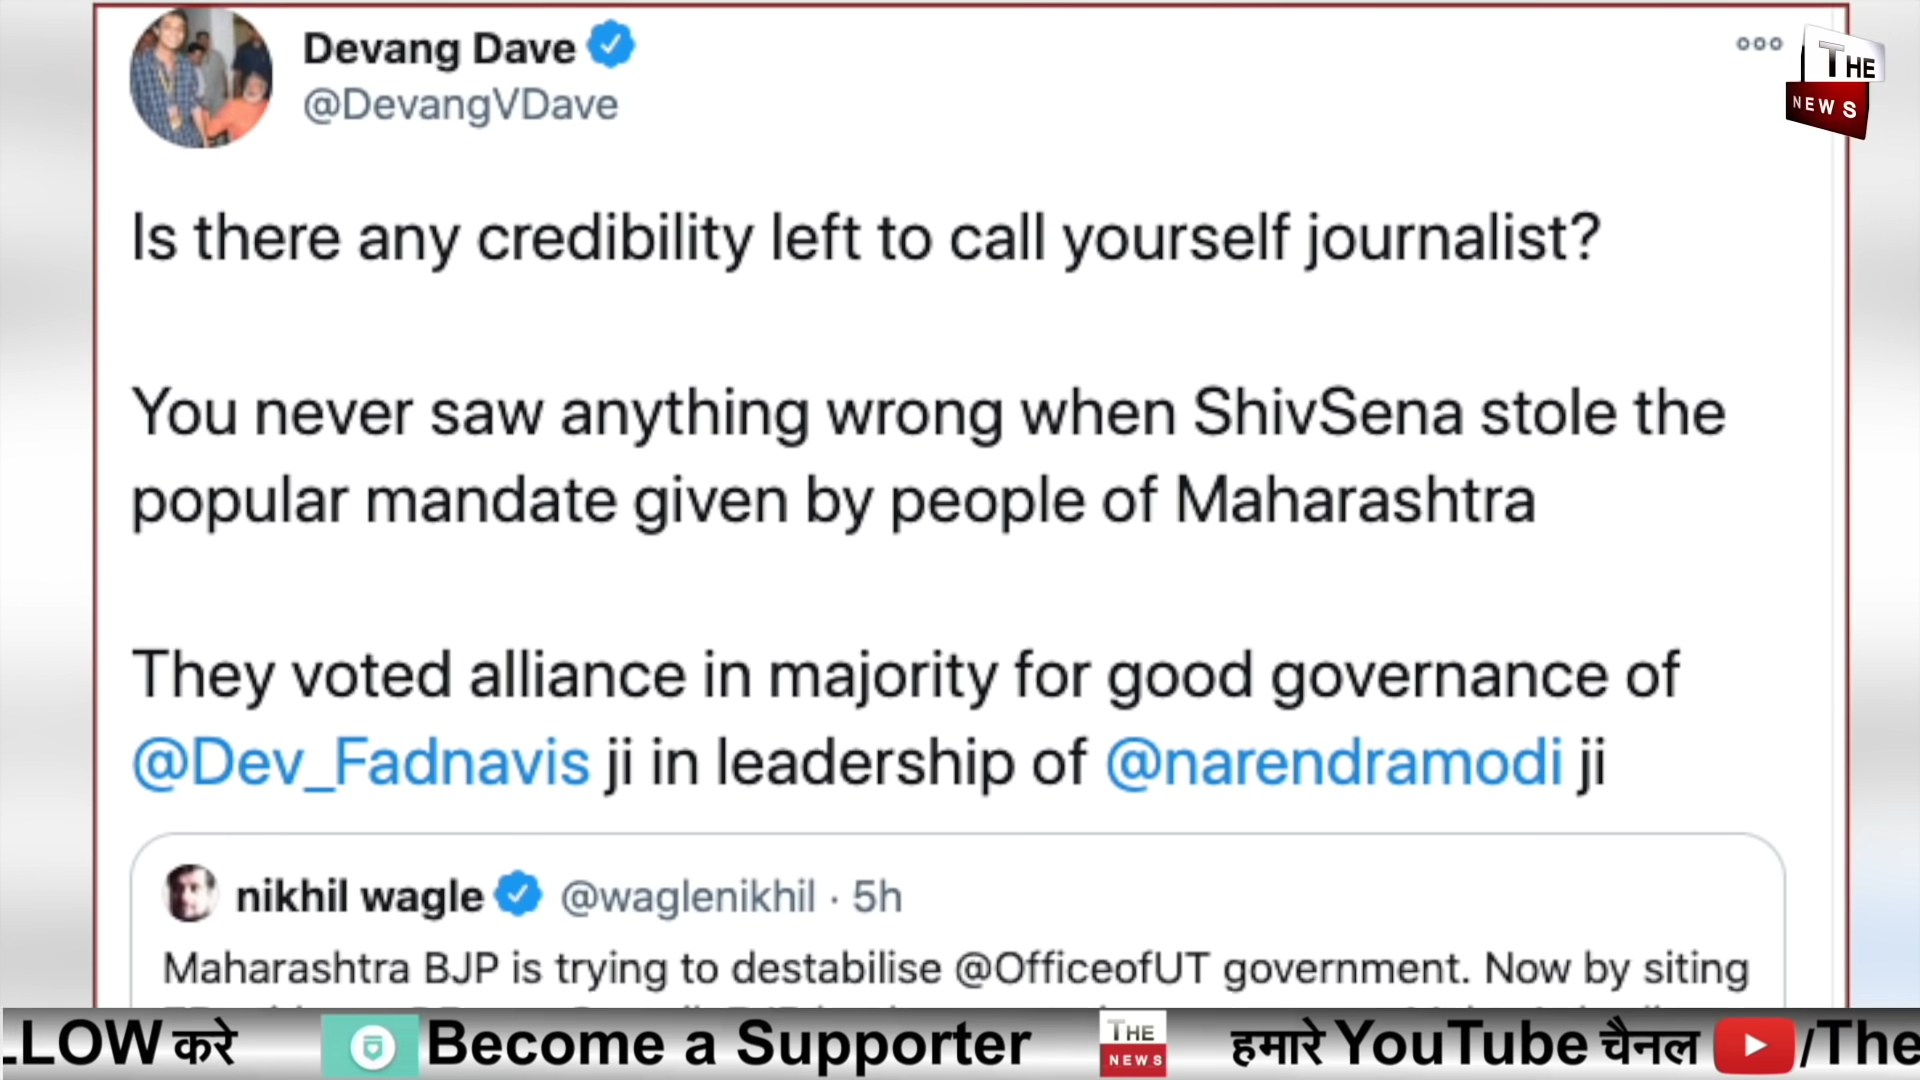 Devang Dave
@DevangVDave
THE
NEWS
Is there any credibility left to call yourself journalist?
You never saw anything wrong when ShivSena stole the
popular mandate given by people of Maharashtra
They voted alliance in majority for good governance of
@Dev_Fadnavis ji in leadership of @narendramodi ji
nikhil wagle @waglenikhil · 5h
Maharashtra BJP is trying to destabilise @OfficeofUT government. Now by siting
LLOW करे Become a Supporter THE NEWS हमारे YouTube चैनल /The